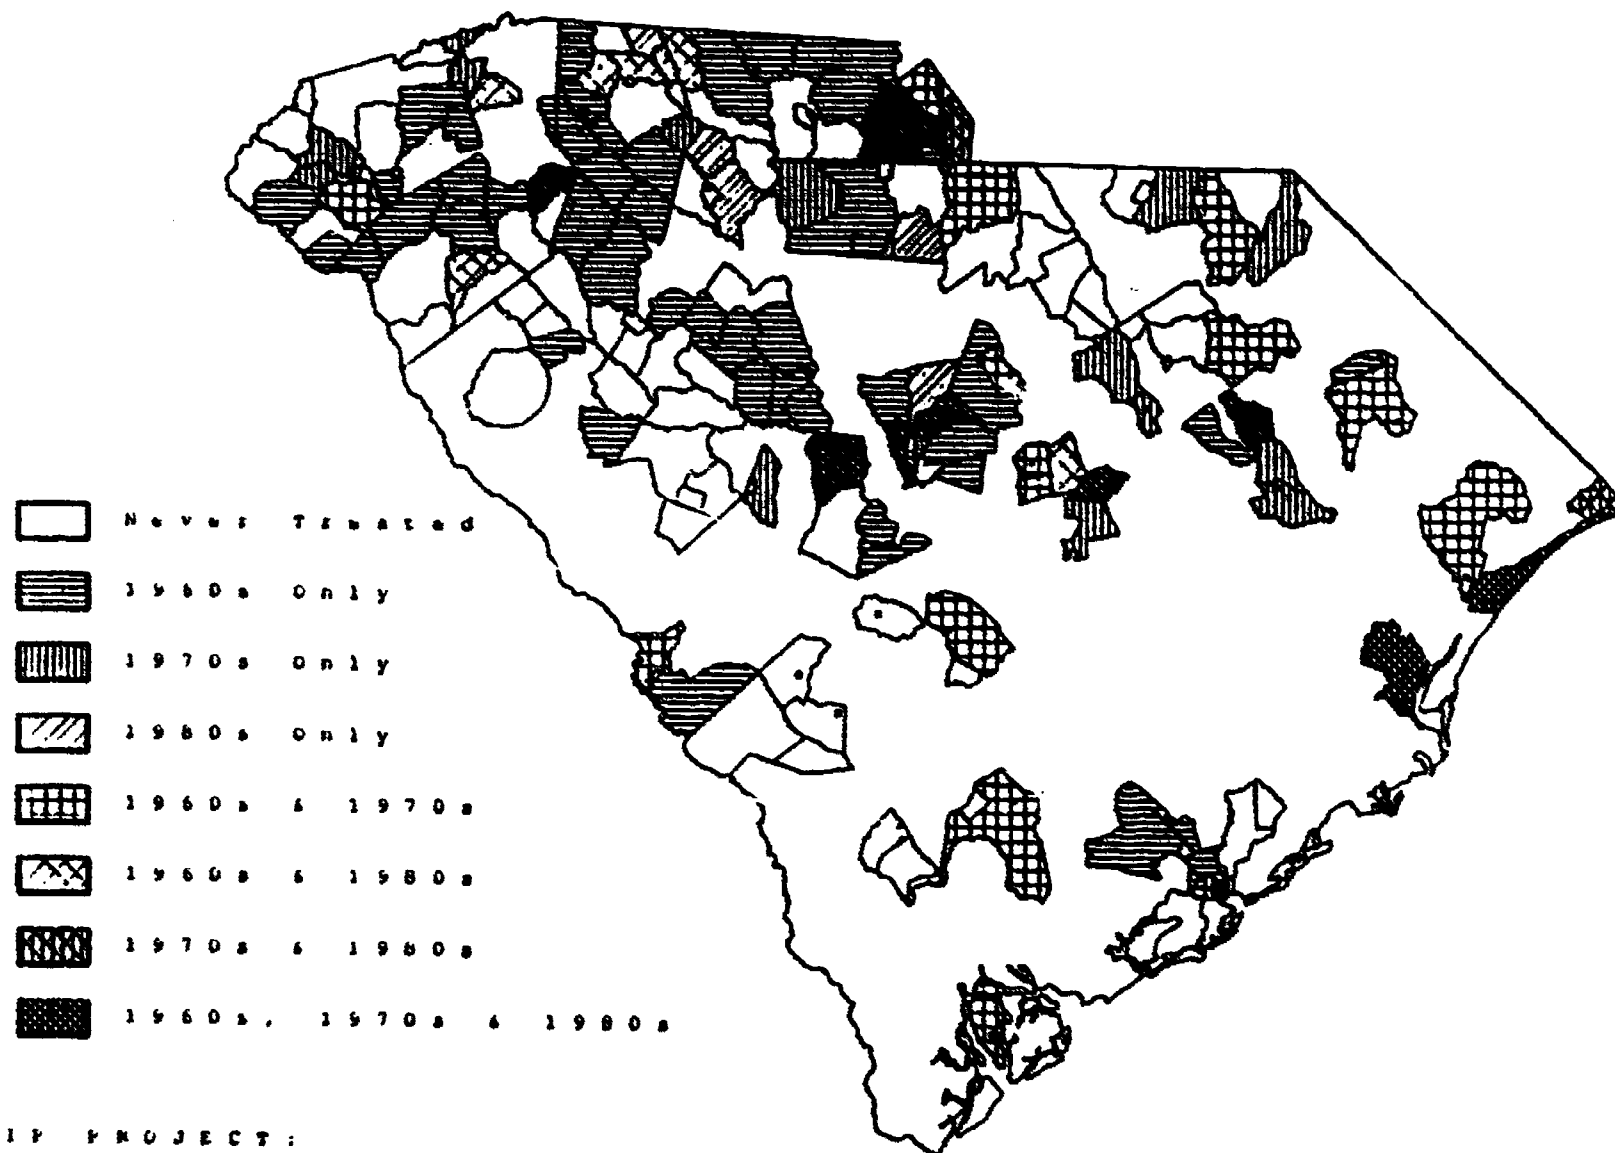 Never Treated
1960s Only
1970s Only
1980s Only
1960s & 1970s
1960s & 1980s
1970s & 1980s
1960s, 1970s & 1980s
PROJECT: